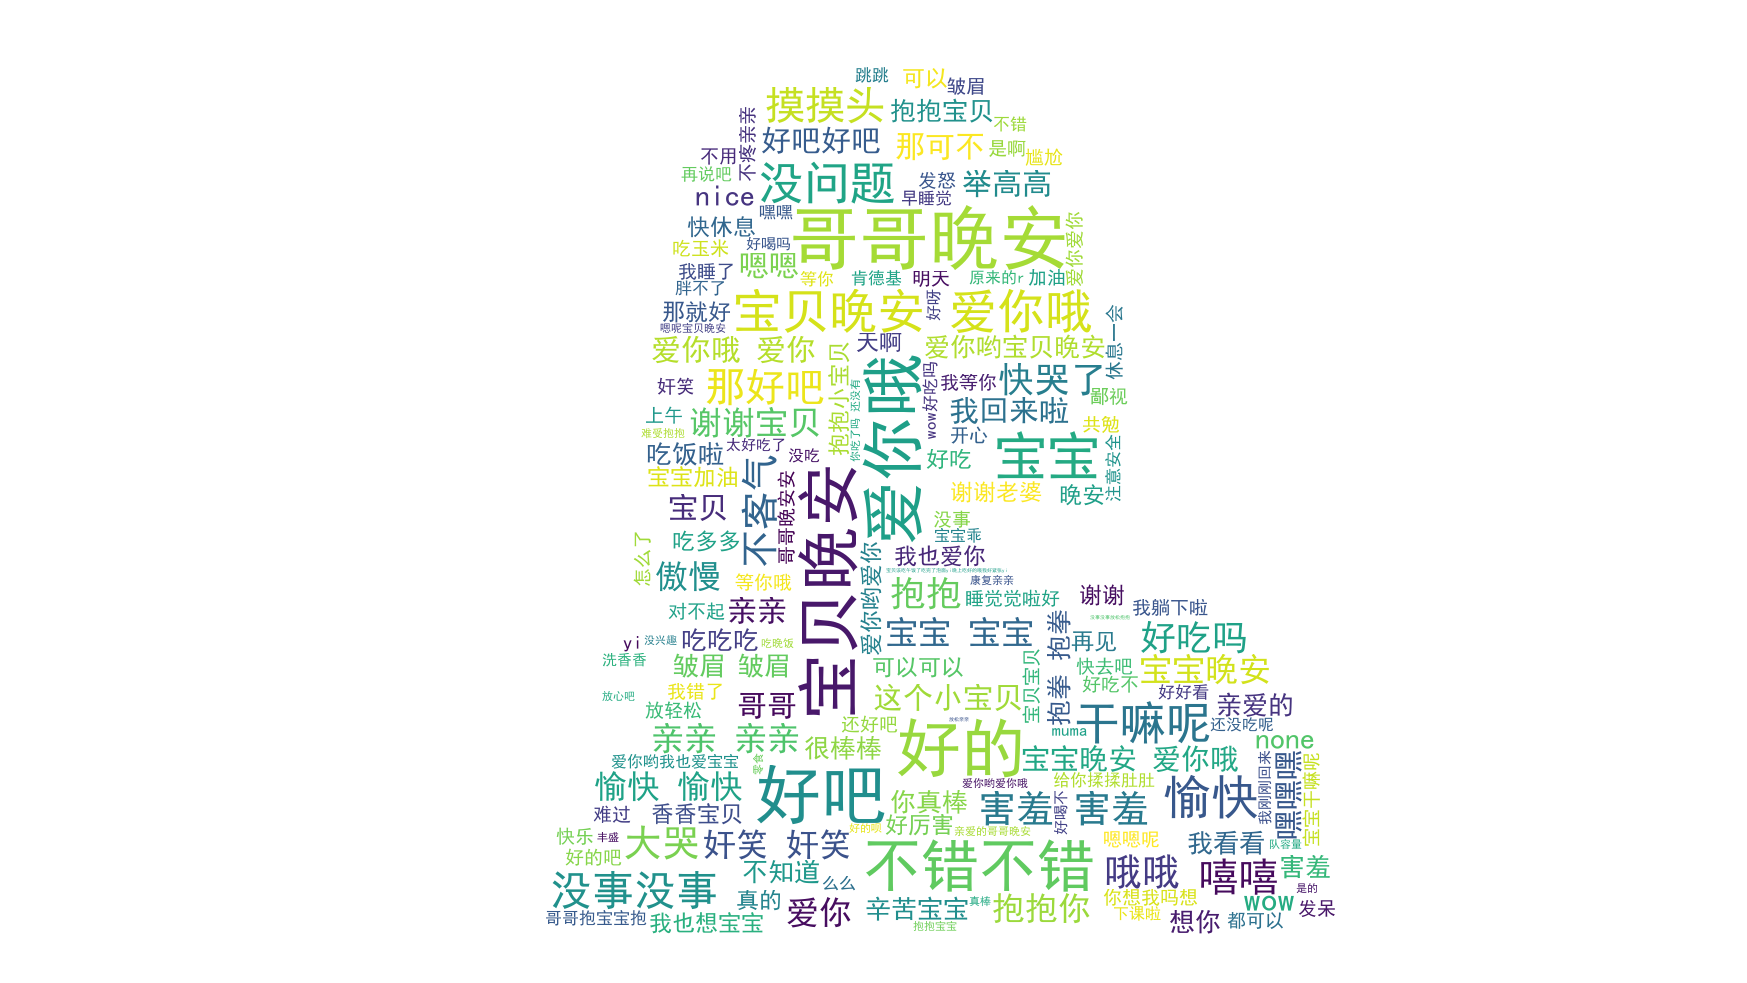 跳跳
可以
皱眉
摸摸头
抱抱宝贝
不疼亲亲
不错
好吧好吧
那可不
是啊
尴尬
不用
再说吧
没问题
发怒
举高高
nice
早睡觉
嘿嘿
快休息
哥哥晚安
爱你爱你
吃玉米
好喝吗
嗯嗯
我睡了
等你
肯德基
明天
原来的r
加油
胖不了
宝贝晚安
好呀
爱你哦
那就好
嗯呢宝贝晚安
休息一会
天啊
爱你哦
爱你
抱抱小宝贝
爱你哟宝贝晚安
那好吧
爱你哦
wow好吃吗
我等你
快哭了
奸笑
还没有
鄙视
上午
谢谢宝贝
你吃了吗
我回来啦
共勉
难受抱抱
太好吃了
开心
宝宝
吃饭啦
没吃
好吃
注意安全
宝宝加油
不客气
哥哥晚安安
宝贝晚安
谢谢老婆
晚安
宝贝
没事
宝宝乖
怎么了
吃多多
爱你哟爱你
我也爱你
傲慢
等你哦
抱抱
康复亲亲
睡觉觉啦好
谢谢
我躺下啦
对不起
亲亲
宝宝
宝宝
抱拳
再见
好吃吗
yi
没兴趣
吃吃吃
吃晚饭
洗香香
皱眉
皱眉
可以可以
宝贝宝贝
快去吧
宝宝晚安
放心吧
我错了
哥哥
这个小宝贝
抱拳
好吃不
好好看
亲爱的
放轻松
还好吧
好的
muma
干嘛呢
还没吃呢
亲亲
亲亲
很棒棒
none
爱你哟我也爱宝宝
零食
宝宝晚安
爱你哦
我刚刚回来
嘿嘿嘿
宝宝干嘛呢
愉快
愉快
好吧
爱你哟爱你哦
给你揉揉肚肚
愉快
难过
香香宝贝
你真棒
害羞
好喝不
害羞
快乐
丰盛
大哭
奸笑
奸笑
好的呗
好厉害
亲爱的哥哥晚安
嗯嗯呢
我看看
队容量
好的吧
不知道
不错不错
哦哦
嘻嘻
害羞
没事没事
真的
么么
你想我吗想
是的
哥哥抱宝宝抱
我也想宝宝
爱你
辛苦宝宝
真棒
抱抱你
下课啦
想你
wow
发呆
都可以
抱抱宝宝